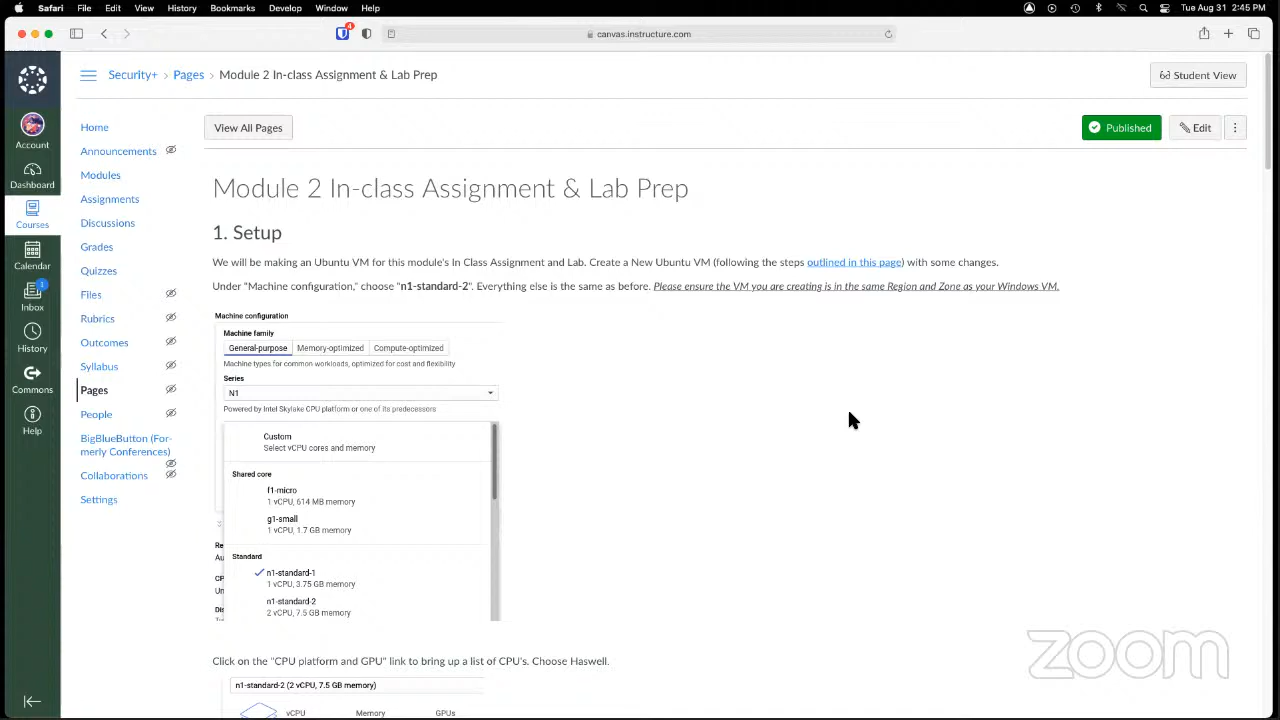 Safari File Edit View History Bookmarks Develop Window Help Tue Aug 31 2:45 PM
4
canvas.instructure.com
Security+ > Pages > Module 2 In-class Assignment & Lab Prep
Student View
Account
Dashboard
Courses
Calendar
1
Inbox
History
Commons
Help
Home
Announcements
Modules
Assignments
Discussions
Grades
Quizzes
Files
Rubrics
Outcomes
Syllabus
Pages
People
BigBlueButton (For-
merly Conferences)
Collaborations
Settings
View All Pages
Published
Edit
Module 2 In-class Assignment & Lab Prep
1. Setup
We will be making an Ubuntu VM for this module's In Class Assignment and Lab. Create a New Ubuntu VM (following the steps outlined in this page) with some changes.
Under "Machine configuration," choose "n1-standard-2". Everything else is the same as before. Please ensure the VM you are creating is in the same Region and Zone as your Windows VM.
Machine configuration
Machine family
General-purpose Memory-optimized Compute-optimized
Machine types for common workloads, optimized for cost and flexibility
Series
N1
Powered by Intel Skylake CPU platform or one of its predecessors
Custom
Select vCPU cores and memory
Shared core
f1-micro
1 vCPU, 614 MB memory
g1-small
1 vCPU, 1.7 GB memory
Standard
n1-standard-1
1 vCPU, 3.75 GB memory
n1-standard-2
2 vCPU, 7.5 GB memory
Click on the "CPU platform and GPU" link to bring up a list of CPU's. Choose Haswell.
n1-standard-2 (2 vCPU, 7.5 GB memory)
vCPU Memory GPUs
zoom